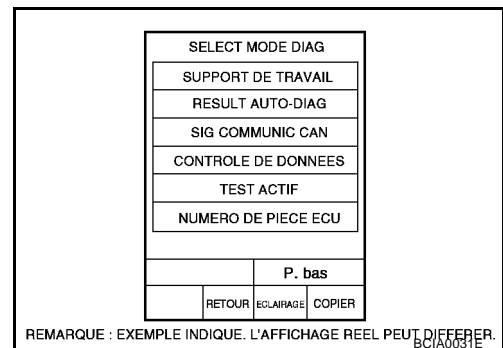 SELECT MODE DIAG
SUPPORT DE TRAVAIL
RESULT AUTO-DIAG
SIG COMMUNIC CAN
CONTROLE DE DONNEES
TEST ACTIF
NUMERO DE PIECE ECU
P. bas
RETOUR ECLAIRAGE COPIER
REMARQUE : EXEMPLE INDIQUE. L'AFFICHAGE REEL PEUT DIFFERER.
BCIA0031E